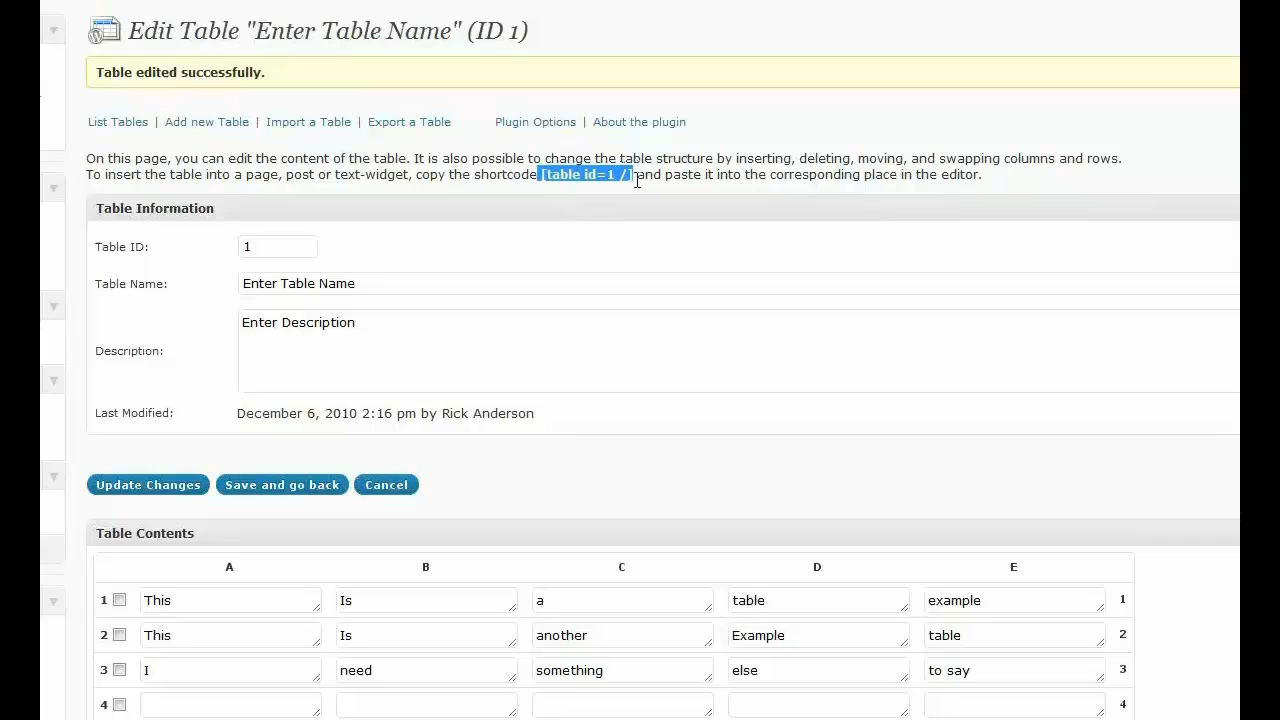 Edit Table "Enter Table Name" (ID 1)
Table edited successfully.
List Tables | Add new Table | Import a Table | Export a Table Plugin Options | About the plugin
On this page, you can edit the content of the table. It is also possible to change the table structure by inserting, deleting, moving, and swapping columns and rows.
To insert the table into a page, post or text-widget, copy the shortcode [table id=1 /] and paste it into the corresponding place in the editor.
Table Information
Table ID: 1
Table Name: Enter Table Name
Description: Enter Description
Last Modified: December 6, 2010 2:16 pm by Rick Anderson
Update Changes Save and go back Cancel
Table Contents
A B C D E
1 This Is a table example 1
2 This Is another Example table 2
3 I need something else to say 3
4 4